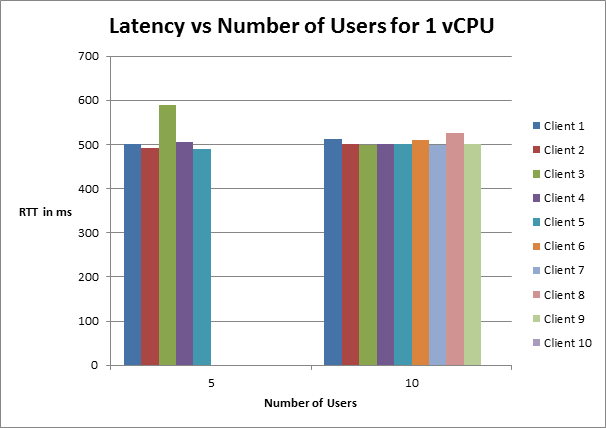 Latency vs Number of Users for 1 vCPU
700
600
500
400
300
200
100
0
RTT in ms
5
10
Number of Users
Client 1
Client 2
Client 3
Client 4
Client 5
Client 6
Client 7
Client 8
Client 9
Client 10